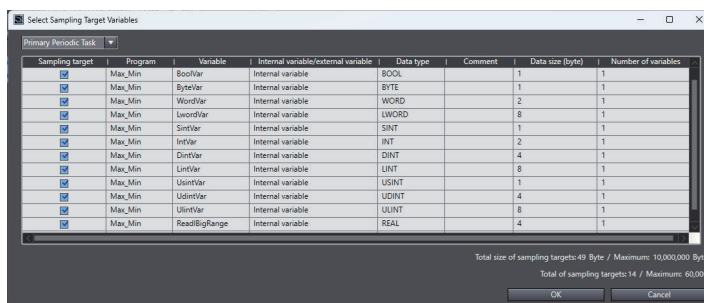 Select Sampling Target Variables
Primary Periodic Task
Sampling target Program Variable Internal variable/external variable Data type Comment Data size (byte) Number of variables
Max_Min BoolVar Internal variable BOOL 1 1
Max_Min ByteVar Internal variable BYTE 1 1
Max_Min WordVar Internal variable WORD 2 1
Max_Min LwordVar Internal variable LWORD 8 1
Max_Min SintVar Internal variable SINT 1 1
Max_Min IntVar Internal variable INT 2 1
Max_Min DintVar Internal variable DINT 4 1
Max_Min LintVar Internal variable LINT 8 1
Max_Min UsintVar Internal variable USINT 1 1
Max_Min UdintVar Internal variable UDINT 4 1
Max_Min UlintVar Internal variable ULINT 8 1
Max_Min ReadlBigRange Internal variable REAL 4 1
Total size of sampling targets: 49 Byte / Maximum: 10,000,000 Byt
Total of sampling targets: 14 / Maximum: 60,00
OK Cancel